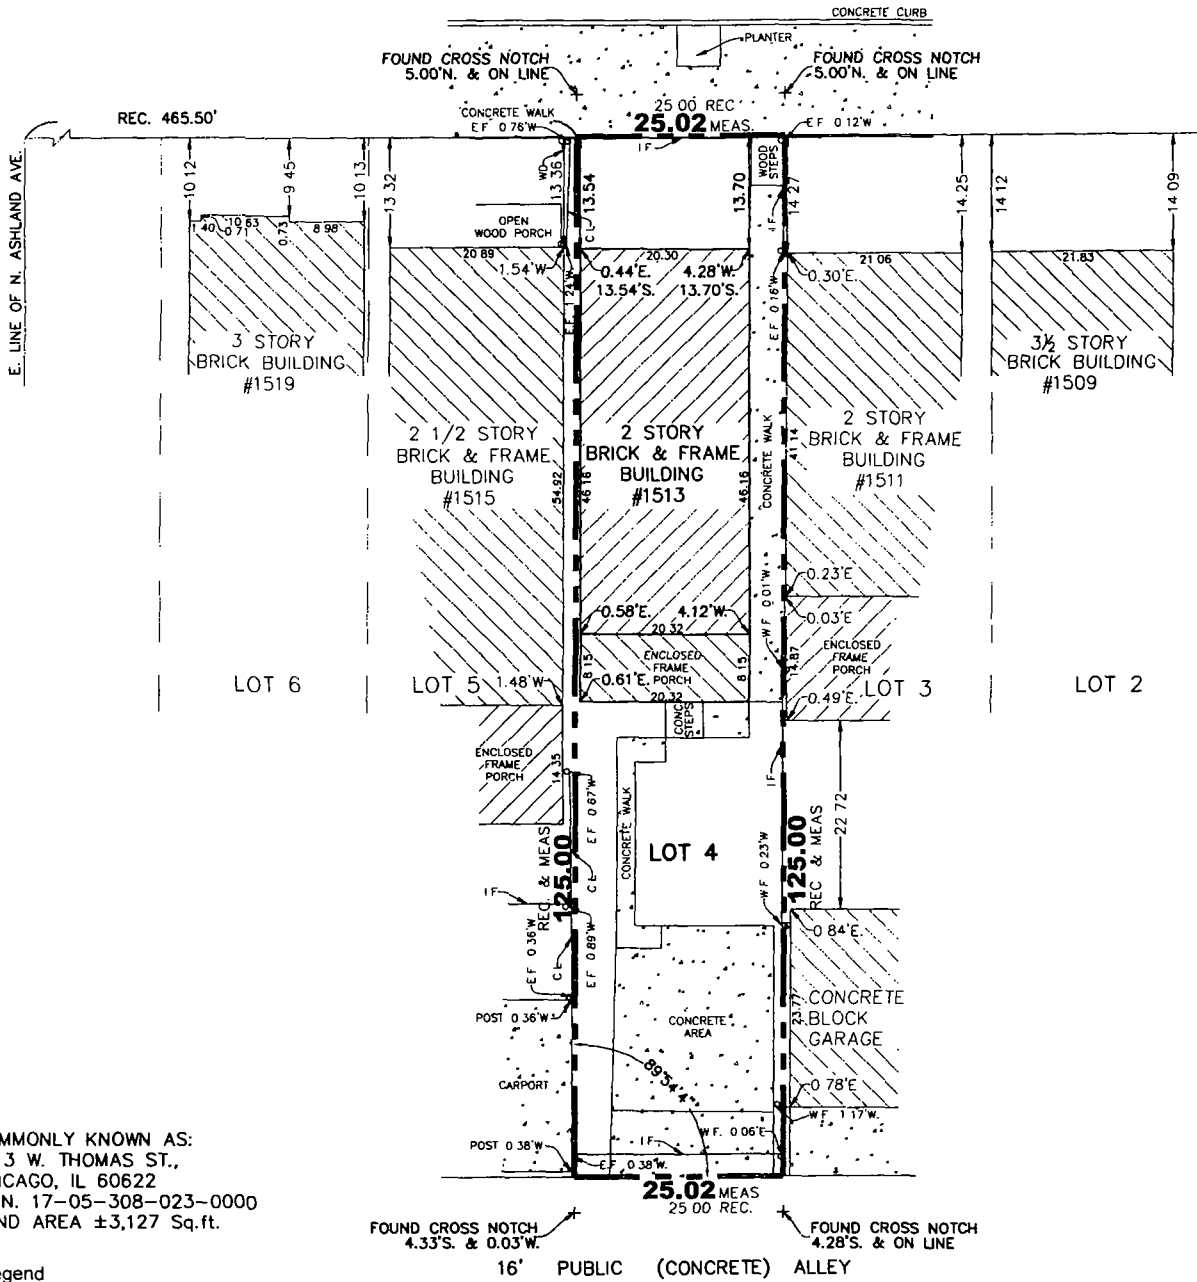 CONCRETE CURB
PLANTER
FOUND CROSS NOTCH
5.00'N. & ON LINE
FOUND CROSS NOTCH
5.00'N. & ON LINE
REC. 465.50'
CONCRETE WALK
E F 0.76'W
25 00 REC
25.02 MEAS.
E F 0.12'W
I F
E. LINE OF N. ASHLAND AVE.
10 12
9 45
10 13
13 32
WD
13 36
13.54
C L
13.70
WOOD
STEPS
14.27
I F
14.25
14 12
14 09
OPEN
WOOD PORCH
1.40
10 63
0.73
8 98
20 89
20.30
21 06
21.83
1.54'W
E F 1 24'W
0.44'E.
13.54'S.
4.28'W.
13.70'S.
E F 0 16'W
0.30'E.
3 STORY
BRICK BUILDING
#1519
3½ STORY
BRICK BUILDING
#1509
2 1/2 STORY
BRICK & FRAME
BUILDING
#1515
2 STORY
BRICK & FRAME
BUILDING
#1513
2 STORY
BRICK & FRAME
BUILDING
#1511
54.92
46 16
46.16
CONCRETE WALK
41 14
W F 0.01'W
0.23'E
0.58'E.
4.12'W.
20.32
0.03'E
8 15
ENCLOSED
FRAME
PORCH
8 15
14.87
ENCLOSED
FRAME
PORCH
0.61'E.
20.32
0.49'E.
LOT 6
LOT 5
1.48'W
LOT 3
LOT 2
CONC
STEPS
ENCLOSED
FRAME
PORCH
14.35
I F
22 72
E F 0 67'W
CONCRETE WALK
LOT 4
W F 0.23'W
125.00
REC. & MEAS
C L
125.00
REC & MEAS
I F
E F 0 36'W
C L
E F 0 89'W
0 84'E.
POST 0 36'W
CONCRETE
AREA
23.77
CONCRETE
BLOCK
GARAGE
CARPORT
89°54'4"
0 78'E
W F 1 17'W.
POST 0 38'W
E F 0 38'W.
I F
W F. 0 06'E
25.02 MEAS
25 00 REC.
MMONLY KNOWN AS:
3 W. THOMAS ST.,
ICAGO, IL 60622
N. 17-05-308-023-0000
ND AREA ±3,127 Sq.ft.
FOUND CROSS NOTCH
4.33'S. & 0.03'W.
FOUND CROSS NOTCH
4.28'S. & ON LINE
16' PUBLIC (CONCRETE) ALLEY
egend